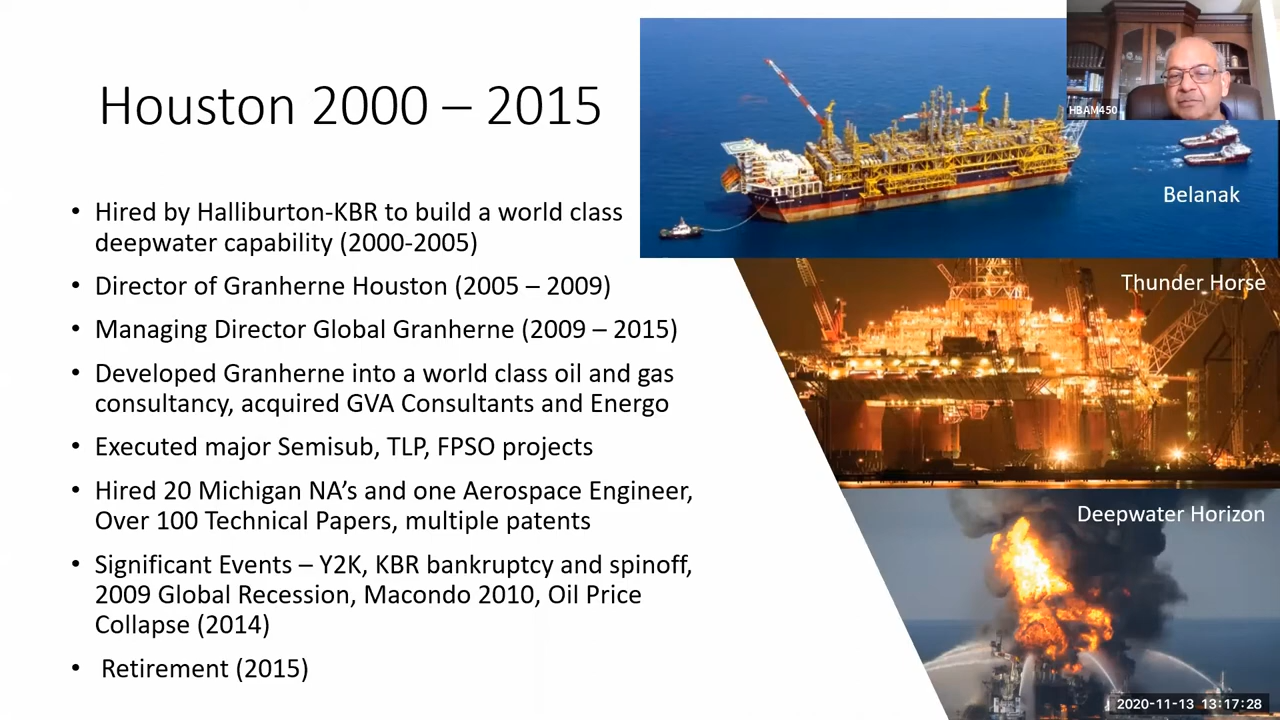 Houston 2000 – 2015
• Hired by Halliburton-KBR to build a world class
deepwater capability (2000-2005)
• Director of Granherne Houston (2005 – 2009)
• Managing Director Global Granherne (2009 – 2015)
• Developed Granherne into a world class oil and gas
consultancy, acquired GVA Consultants and Energo
• Executed major Semisub, TLP, FPSO projects
• Hired 20 Michigan NA’s and one Aerospace Engineer,
Over 100 Technical Papers, multiple patents
• Significant Events – Y2K, KBR bankruptcy and spinoff,
2009 Global Recession, Macondo 2010, Oil Price
Collapse (2014)
• Retirement (2015)
HBAM450
Belanak
Thunder Horse
Deepwater Horizon
2020-11-13 13:17:28